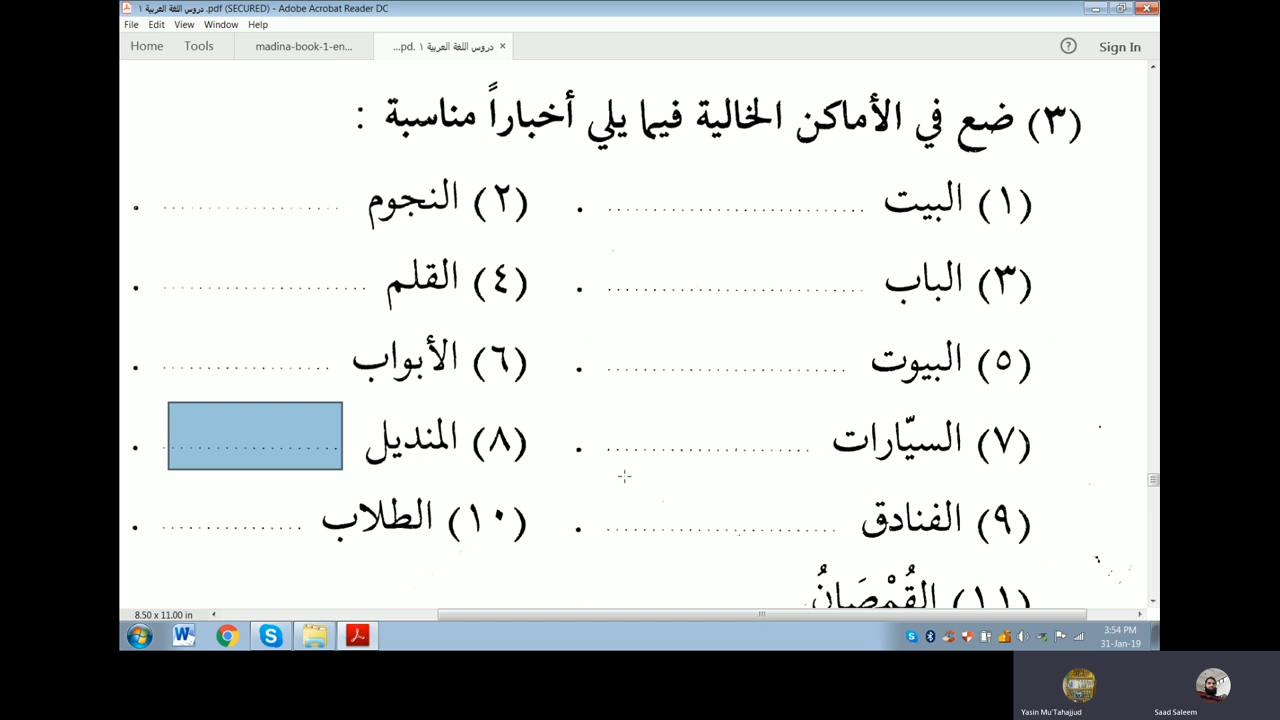 دروس اللغة العربية ١ .pdf (SECURED) - Adobe Acrobat Reader DC
File Edit View Window Help
Home Tools madina-book-1-en... دروس اللغة العربية ١ .pd... × ? Sign In
(٣) ضع في الأماكن الخالية فيما يلي أخباراً مناسبة :
(١) البيت .................... . (٢) النجوم .................... .
(٣) الباب .................... . (٤) القلم .................... .
(٥) البيوت .................... . (٦) الأبواب .................... .
(٧) السيّارات .................... . (٨) المنديل .................... .
(٩) الفنادق .................... . (١٠) الطلاب .................... .
(١١) القُمْصَانُ
8.50 x 11.00 in
3:54 PM
31-Jan-19
Yasin Mu'Tahajjud Saad Saleem